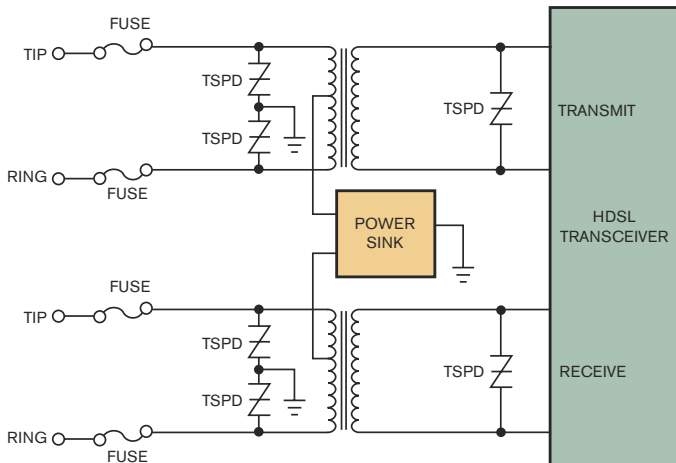 FUSE
TIP
TSPD
TSPD
TSPD
TRANSMIT
RING
FUSE
POWER
SINK
HDSL
TRANSCEIVER
FUSE
TIP
TSPD
TSPD
TSPD
RECEIVE
RING
FUSE